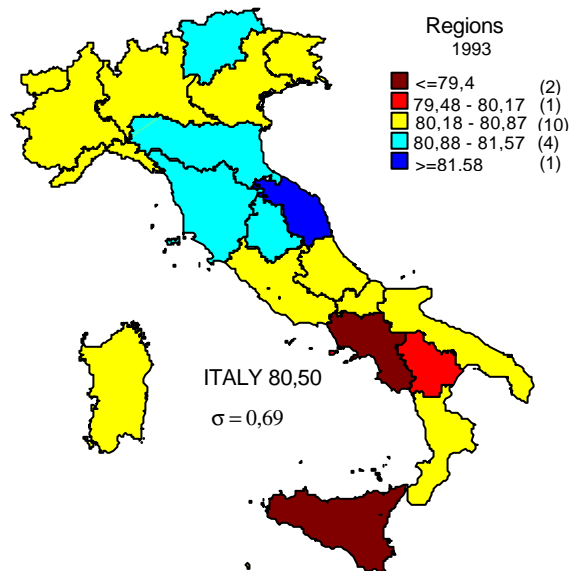 Regions
1993
<=79,4 (2)
79,48 - 80,17 (1)
80,18 - 80,87 (10)
80,88 - 81,57 (4)
>=81.58 (1)
ITALY 80,50
σ = 0,69